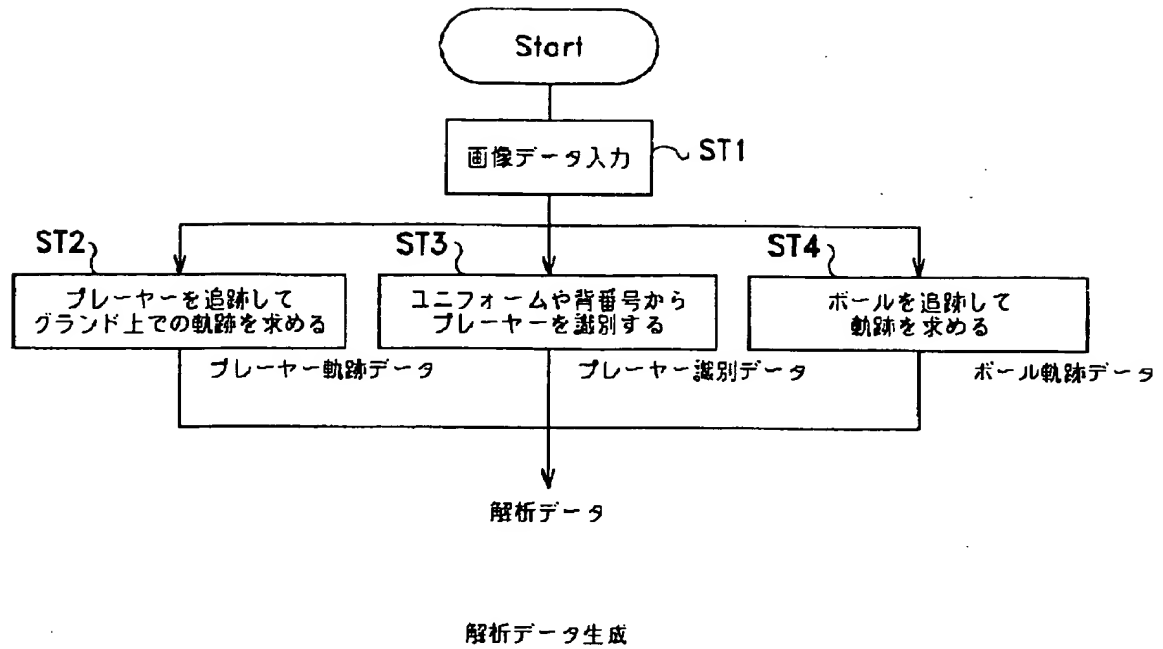 Start
画像データ入力
ST1
ST2
プレーヤーを追跡して
グランド上での軌跡を求める
プレーヤー軌跡データ
ST3
ユニフォームや背番号から
プレーヤーを識別する
プレーヤー識別データ
ST4
ボールを追跡して
軌跡を求める
ボール軌跡データ
解析データ
解析データ生成